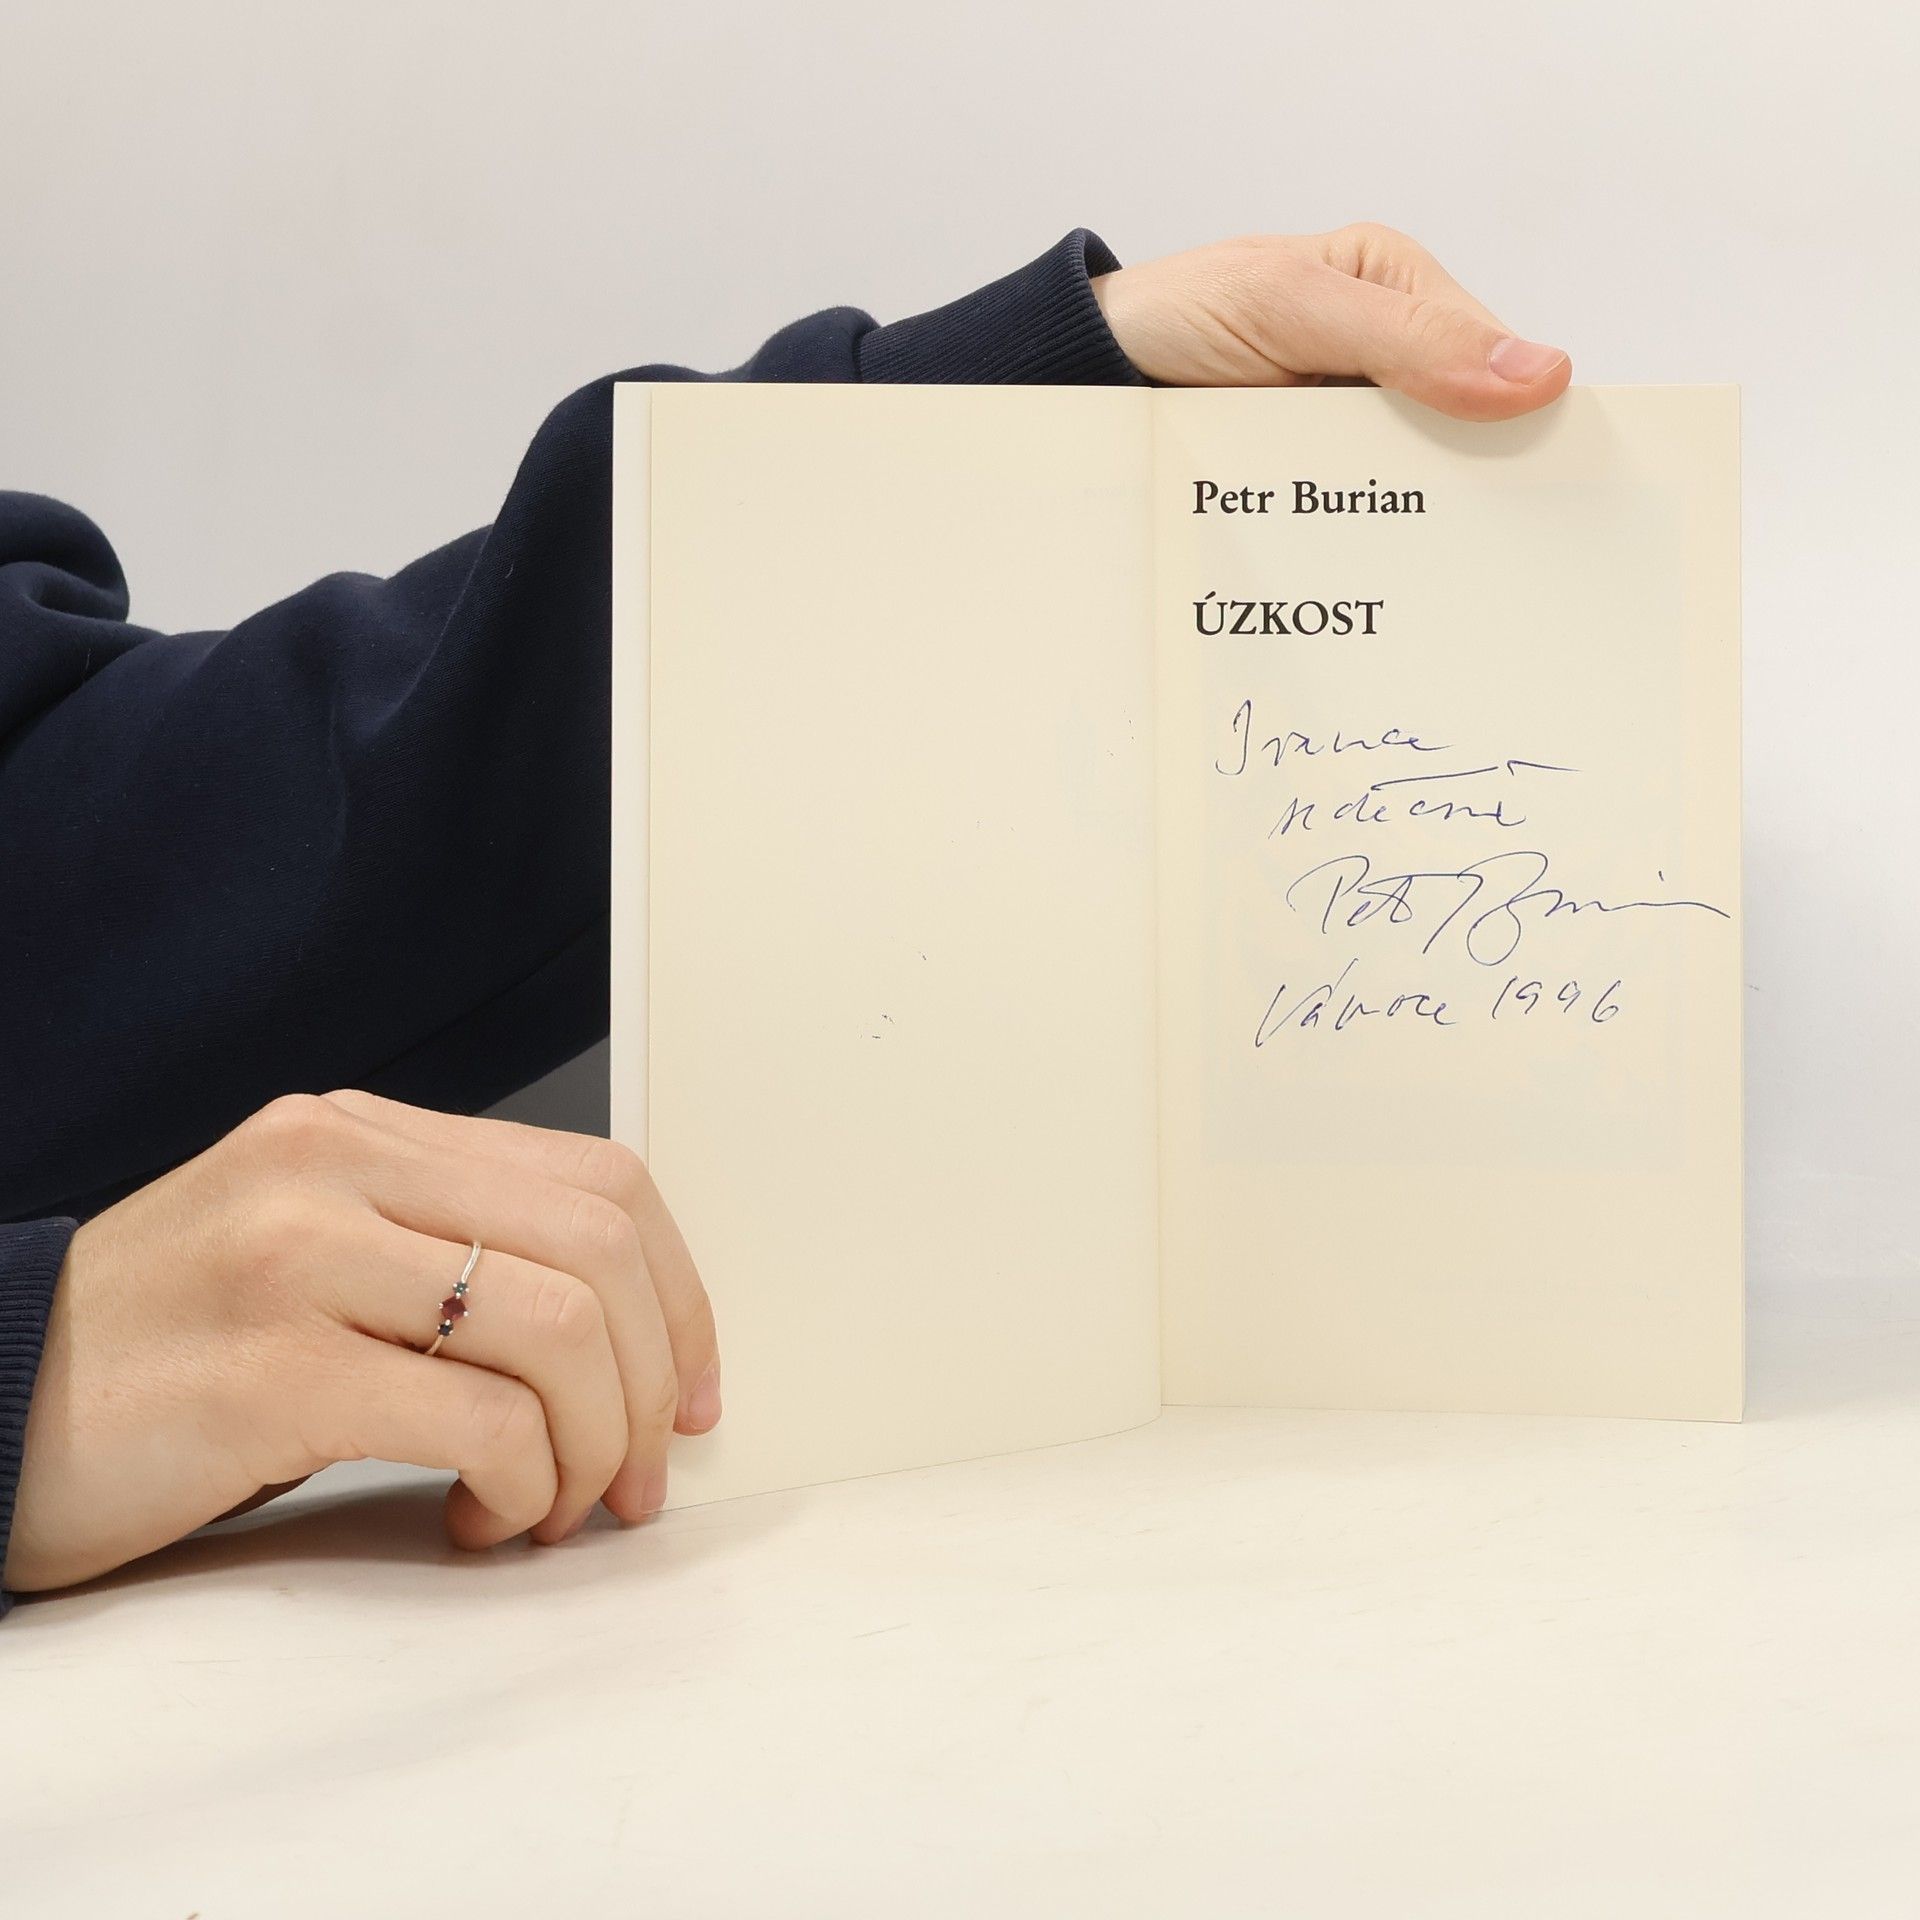 Petr Burian
ÚZKOST
Ivance
srdečně
Petr Burian
Vánoce 1996